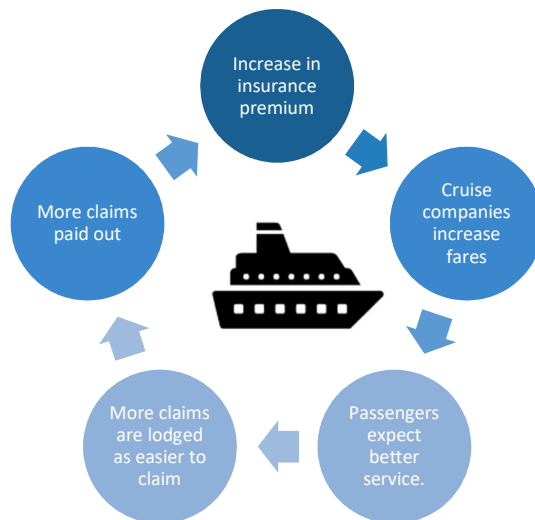 Increase in
insurance
premium
Cruise
companies
increase
fares
Passengers
expect
better
service.
More claims
are lodged
as easier to
claim
More claims
paid out